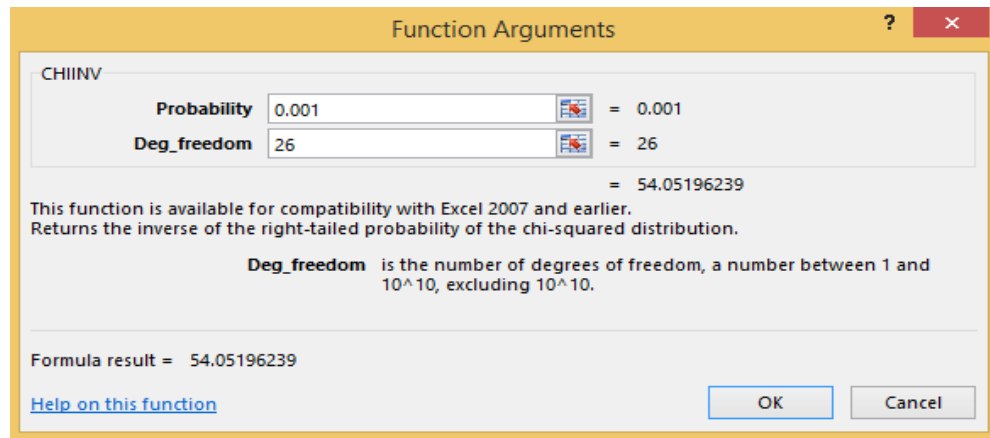 Function Arguments ? ×
CHIINV
Probability 0.001 = 0.001
Deg_freedom 26 = 26
= 54.05196239
This function is available for compatibility with Excel 2007 and earlier.
Returns the inverse of the right-tailed probability of the chi-squared distribution.
Deg_freedom is the number of degrees of freedom, a number between 1 and
10^10, excluding 10^10.
Formula result = 54.05196239
Help on this function OK Cancel